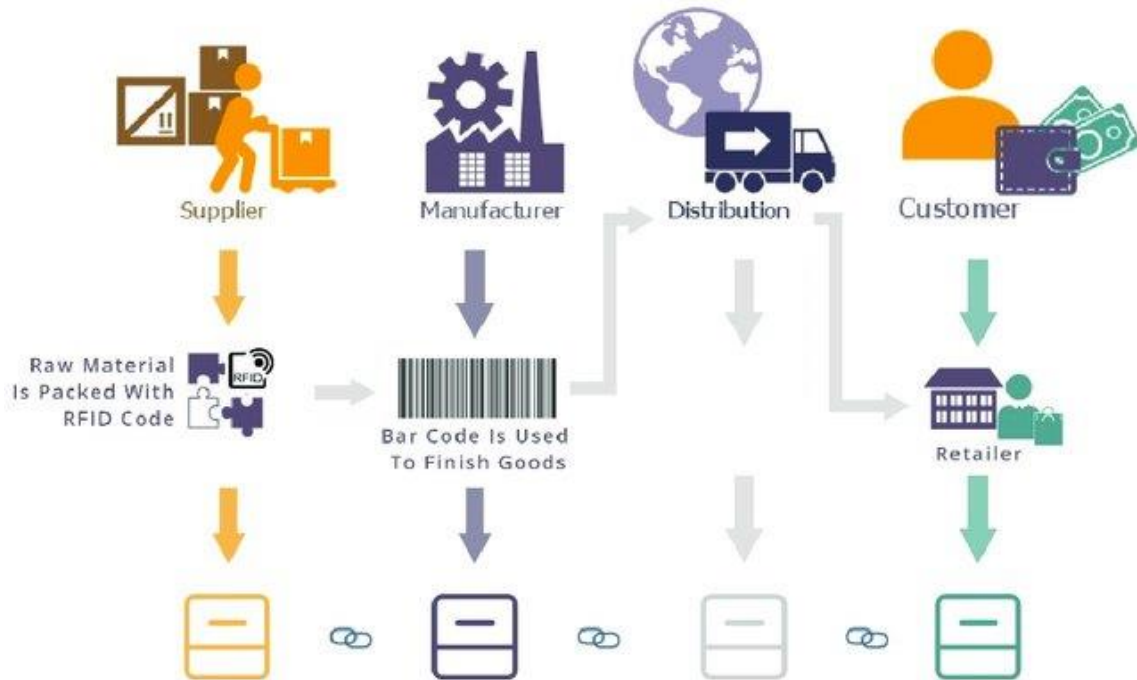 Supplier
Manufacturer
Distribution
Customer
Raw Material
Is Packed With
RFID Code
RFID
Bar Code Is Used
To Finish Goods
Retailer